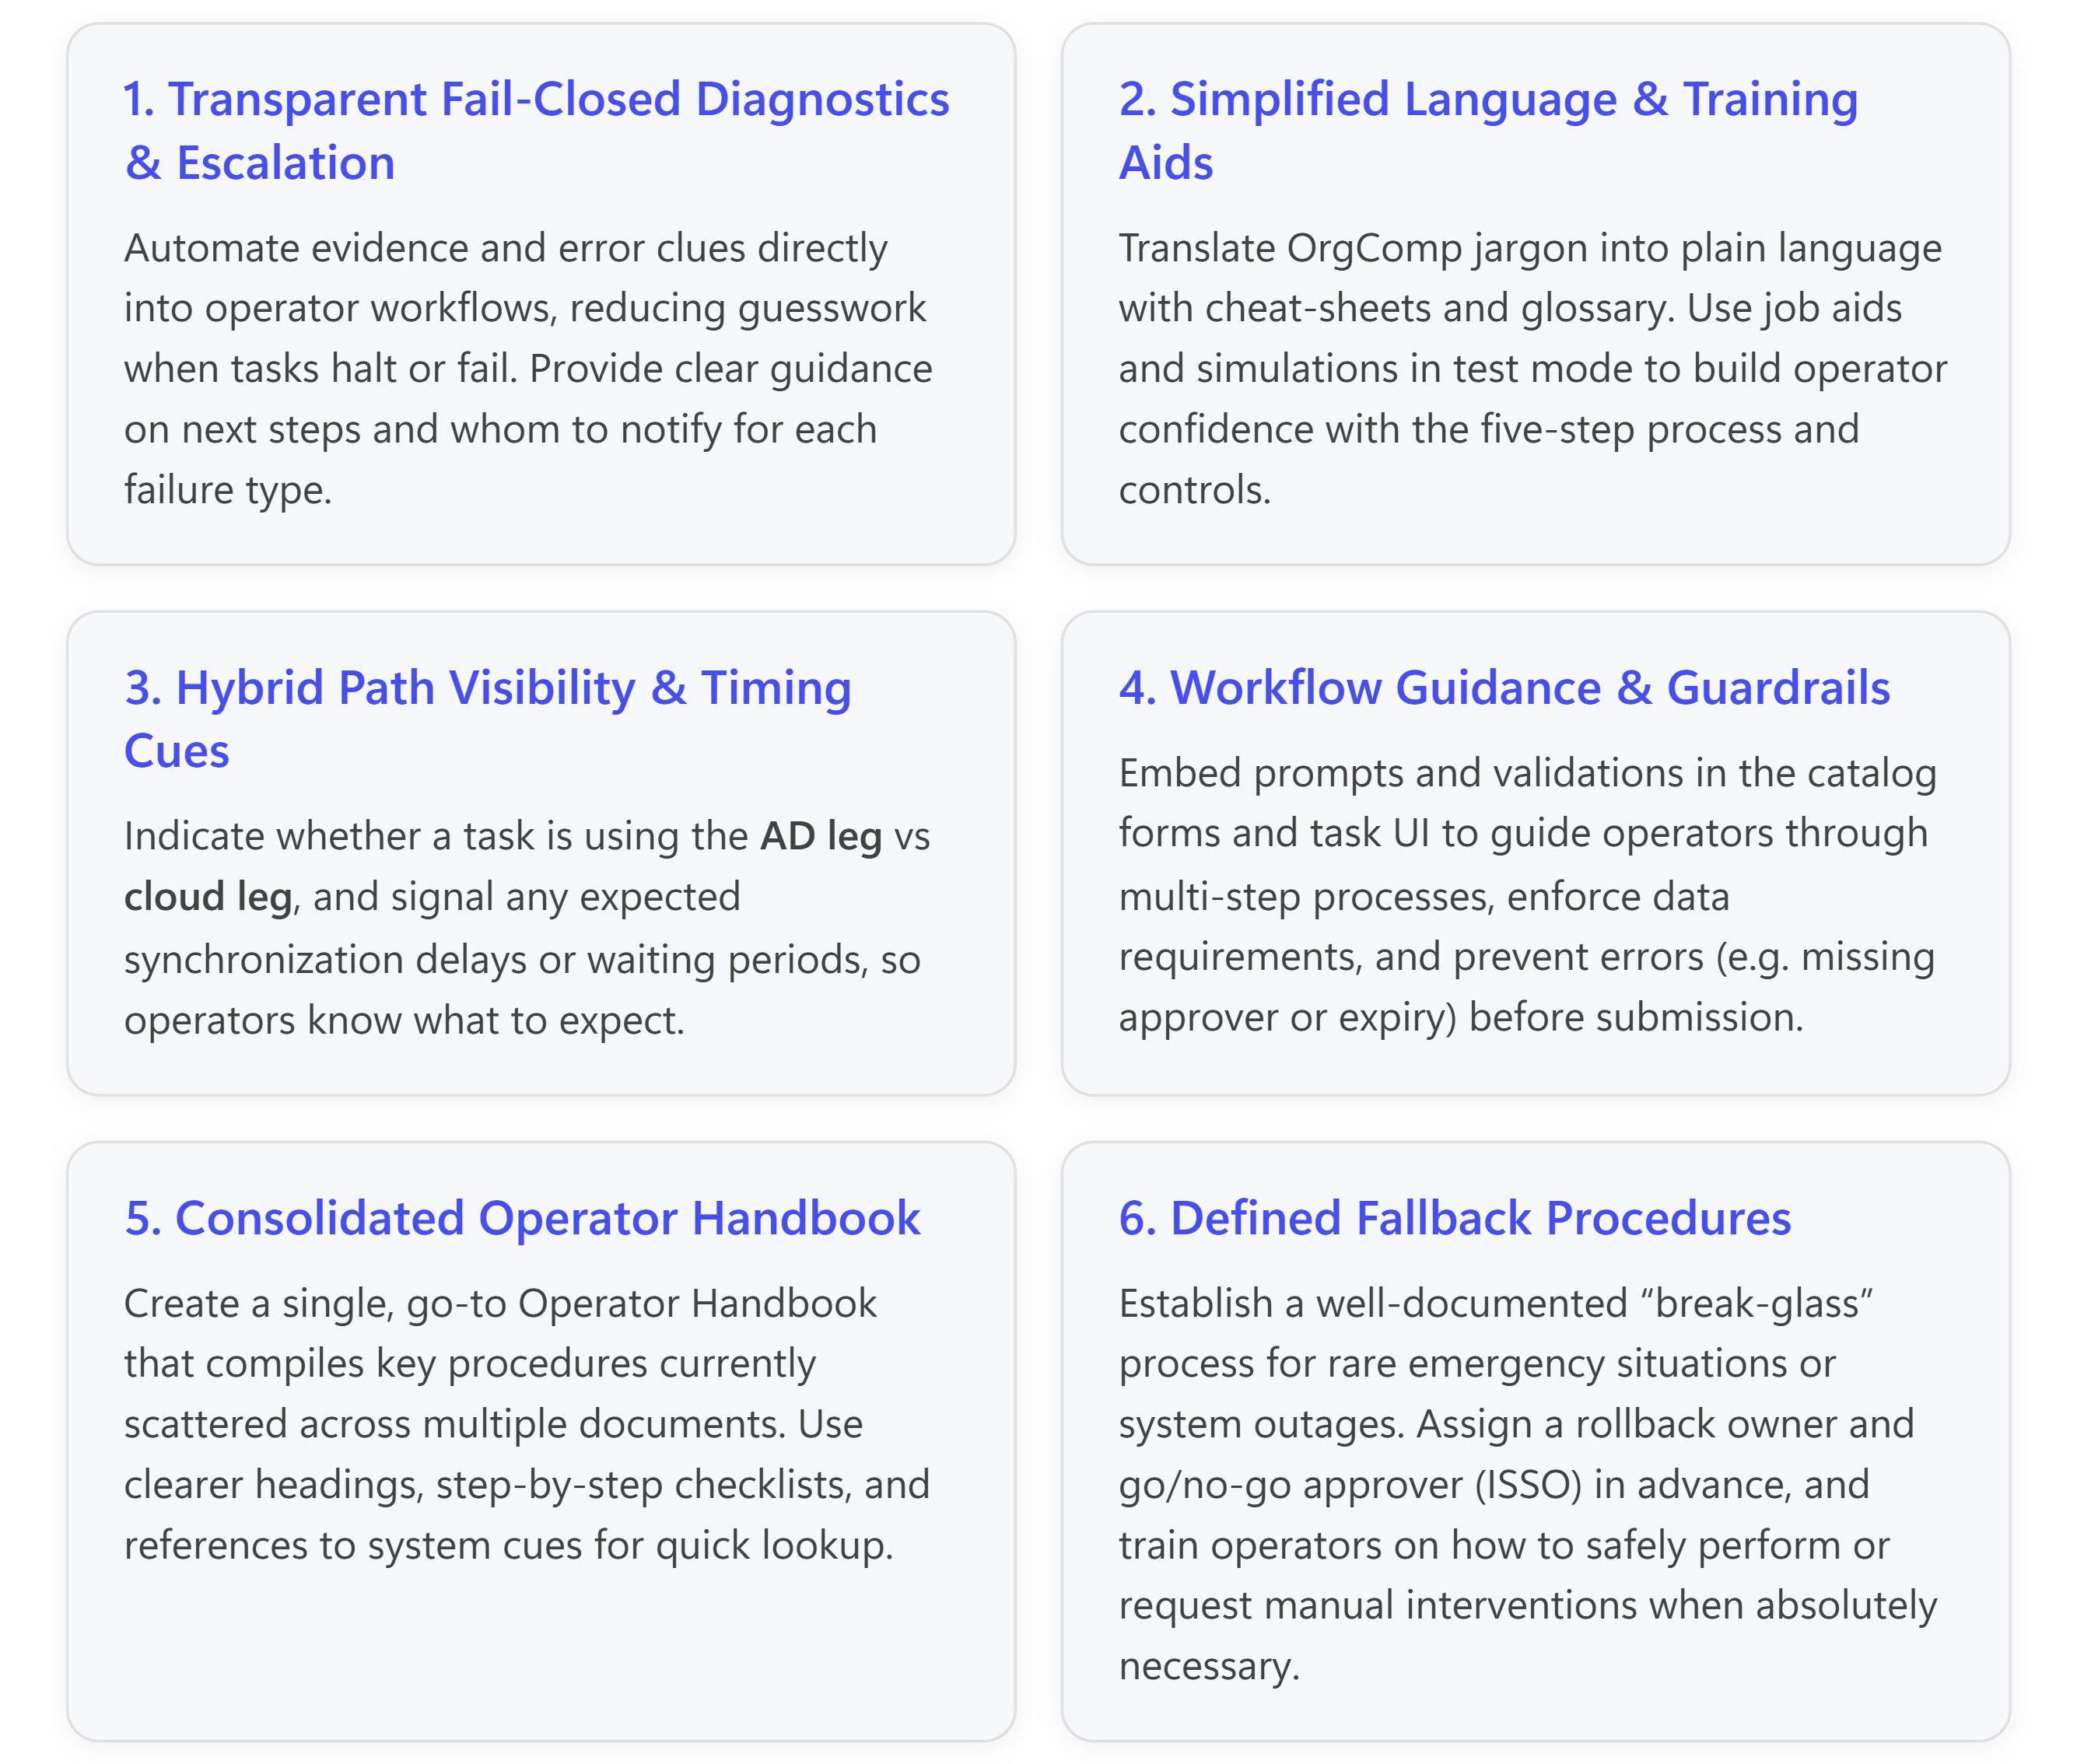 1. Transparent Fail-Closed Diagnostics
& Escalation
Automate evidence and error clues directly
into operator workflows, reducing guesswork
when tasks halt or fail. Provide clear guidance
on next steps and whom to notify for each
failure type.
2. Simplified Language & Training
Aids
Translate OrgComp jargon into plain language
with cheat-sheets and glossary. Use job aids
and simulations in test mode to build operator
confidence with the five-step process and
controls.
3. Hybrid Path Visibility & Timing
Cues
Indicate whether a task is using the AD leg vs
cloud leg, and signal any expected
synchronization delays or waiting periods, so
operators know what to expect.
4. Workflow Guidance & Guardrails
Embed prompts and validations in the catalog
forms and task UI to guide operators through
multi-step processes, enforce data
requirements, and prevent errors (e.g. missing
approver or expiry) before submission.
5. Consolidated Operator Handbook
Create a single, go-to Operator Handbook
that compiles key procedures currently
scattered across multiple documents. Use
clearer headings, step-by-step checklists, and
references to system cues for quick lookup.
6. Defined Fallback Procedures
Establish a well-documented “break-glass”
process for rare emergency situations or
system outages. Assign a rollback owner and
go/no-go approver (ISSO) in advance, and
train operators on how to safely perform or
request manual interventions when absolutely
necessary.